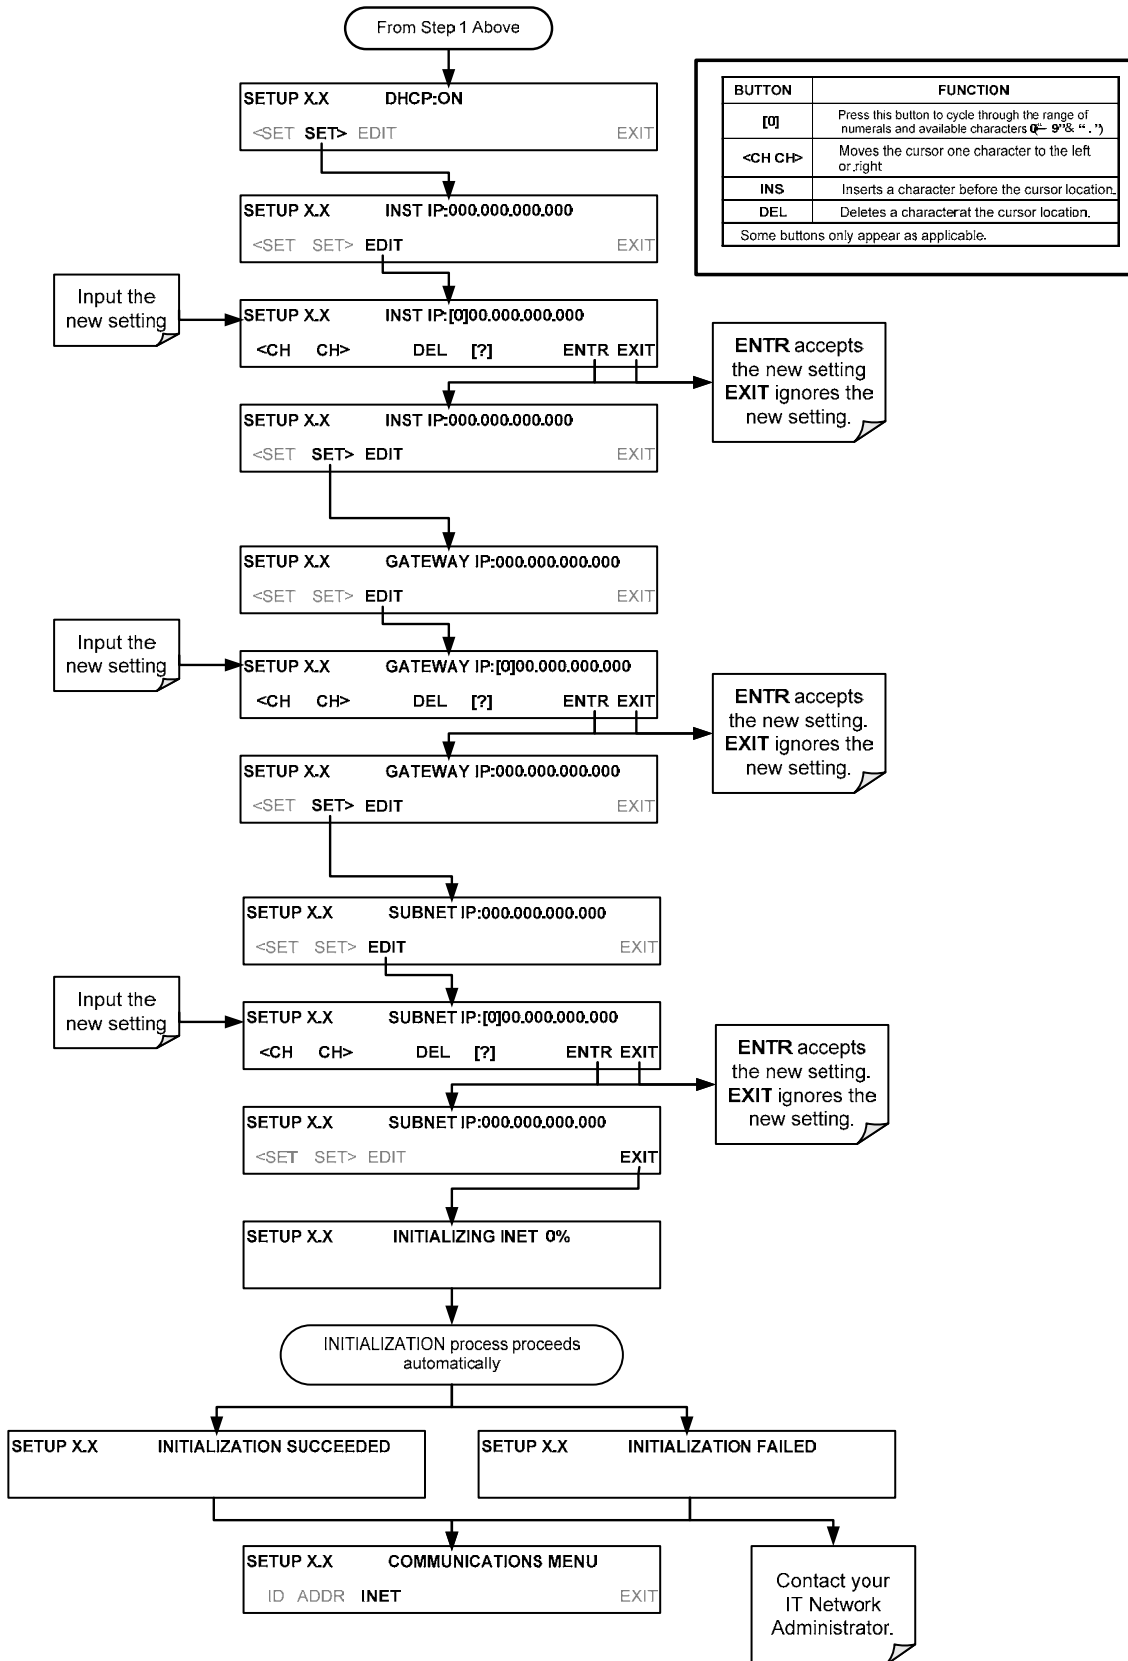 From Step 1 Above
SETUP X.X DHCP:ON
<SET SET> EDIT EXIT
BUTTON FUNCTION
[0] Press this button to cycle through the range of
numerals and available characters (“0 – 9” & “ . ”)
<CH CH> Moves the cursor one character to the left
or right
INS Inserts a character before the cursor location.
DEL Deletes a character at the cursor location.
Some buttons only appear as applicable.
SETUP X.X INST IP:000.000.000.000
<SET SET> EDIT EXIT
Input the
new setting
SETUP X.X INST IP:[0]00.000.000.000
<CH CH> DEL [?] ENTR EXIT
ENTR accepts
the new setting
EXIT ignores the
new setting.
SETUP X.X INST IP:000.000.000.000
<SET SET> EDIT EXIT
SETUP X.X GATEWAY IP:000.000.000.000
<SET SET> EDIT EXIT
Input the
new setting
SETUP X.X GATEWAY IP:[0]00.000.000.000
<CH CH> DEL [?] ENTR EXIT
ENTR accepts
the new setting.
EXIT ignores the
new setting.
SETUP X.X GATEWAY IP:000.000.000.000
<SET SET> EDIT EXIT
SETUP X.X SUBNET IP:000.000.000.000
<SET SET> EDIT EXIT
Input the
new setting
SETUP X.X SUBNET IP:[0]00.000.000.000
<CH CH> DEL [?] ENTR EXIT
ENTR accepts
the new setting.
EXIT ignores the
new setting.
SETUP X.X SUBNET IP:000.000.000.000
<SET SET> EDIT EXIT
SETUP X.X INITIALIZING INET 0%
INITIALIZATION process proceeds
automatically
SETUP X.X INITIALIZATION SUCCEEDED
SETUP X.X INITIALIZATION FAILED
SETUP X.X COMMUNICATIONS MENU
ID ADDR INET EXIT
Contact your
IT Network
Administrator.